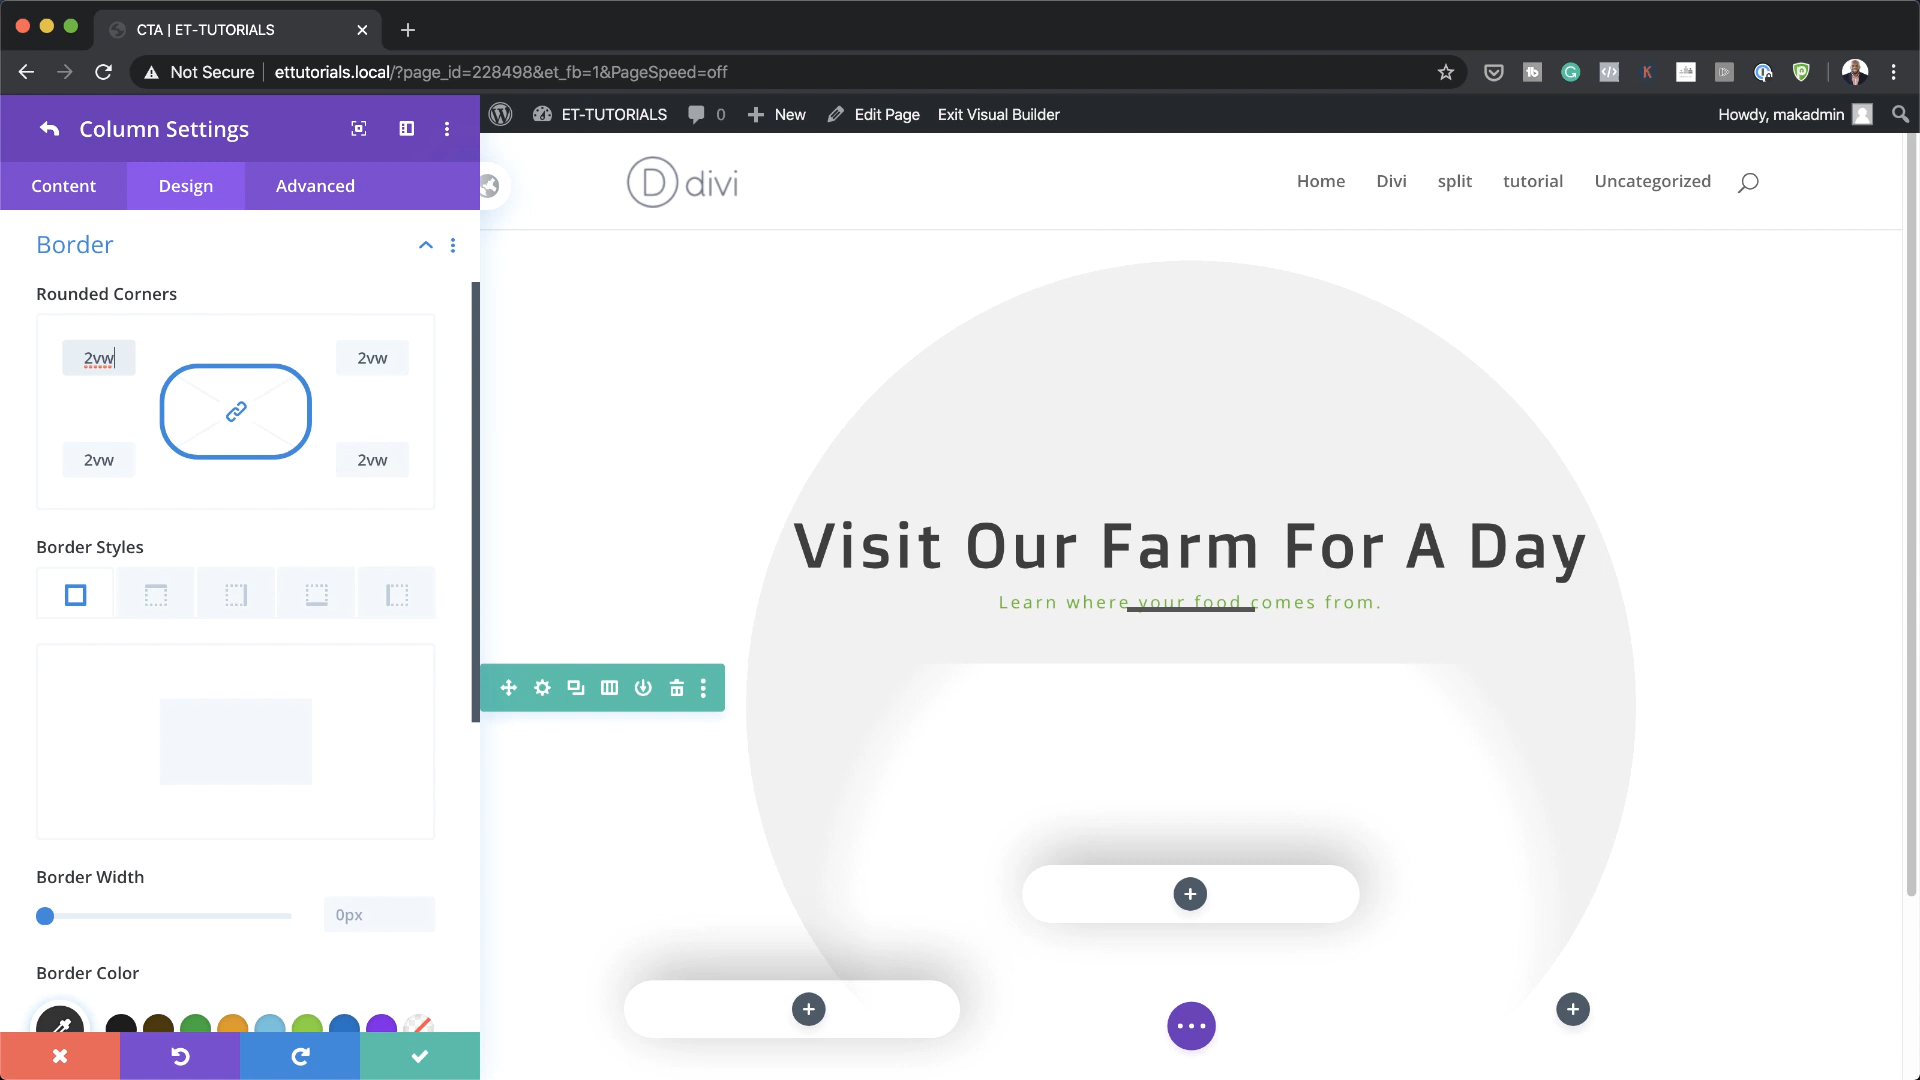 CTA | ET-TUTORIALS
Not Secure
ettutorials.local/?page_id=228498&et_fb=1&PageSpeed=off
Column Settings
ET-TUTORIALS
0
New
Edit Page
Exit Visual Builder
Howdy, makadmin
Content
Design
Advanced
D divi
Home
Divi
split
tutorial
Uncategorized
Border
Rounded Corners
2vw
2vw
2vw
2vw
Border Styles
Visit Our Farm For A Day
Learn where your food comes from.
Border Width
0px
Border Color